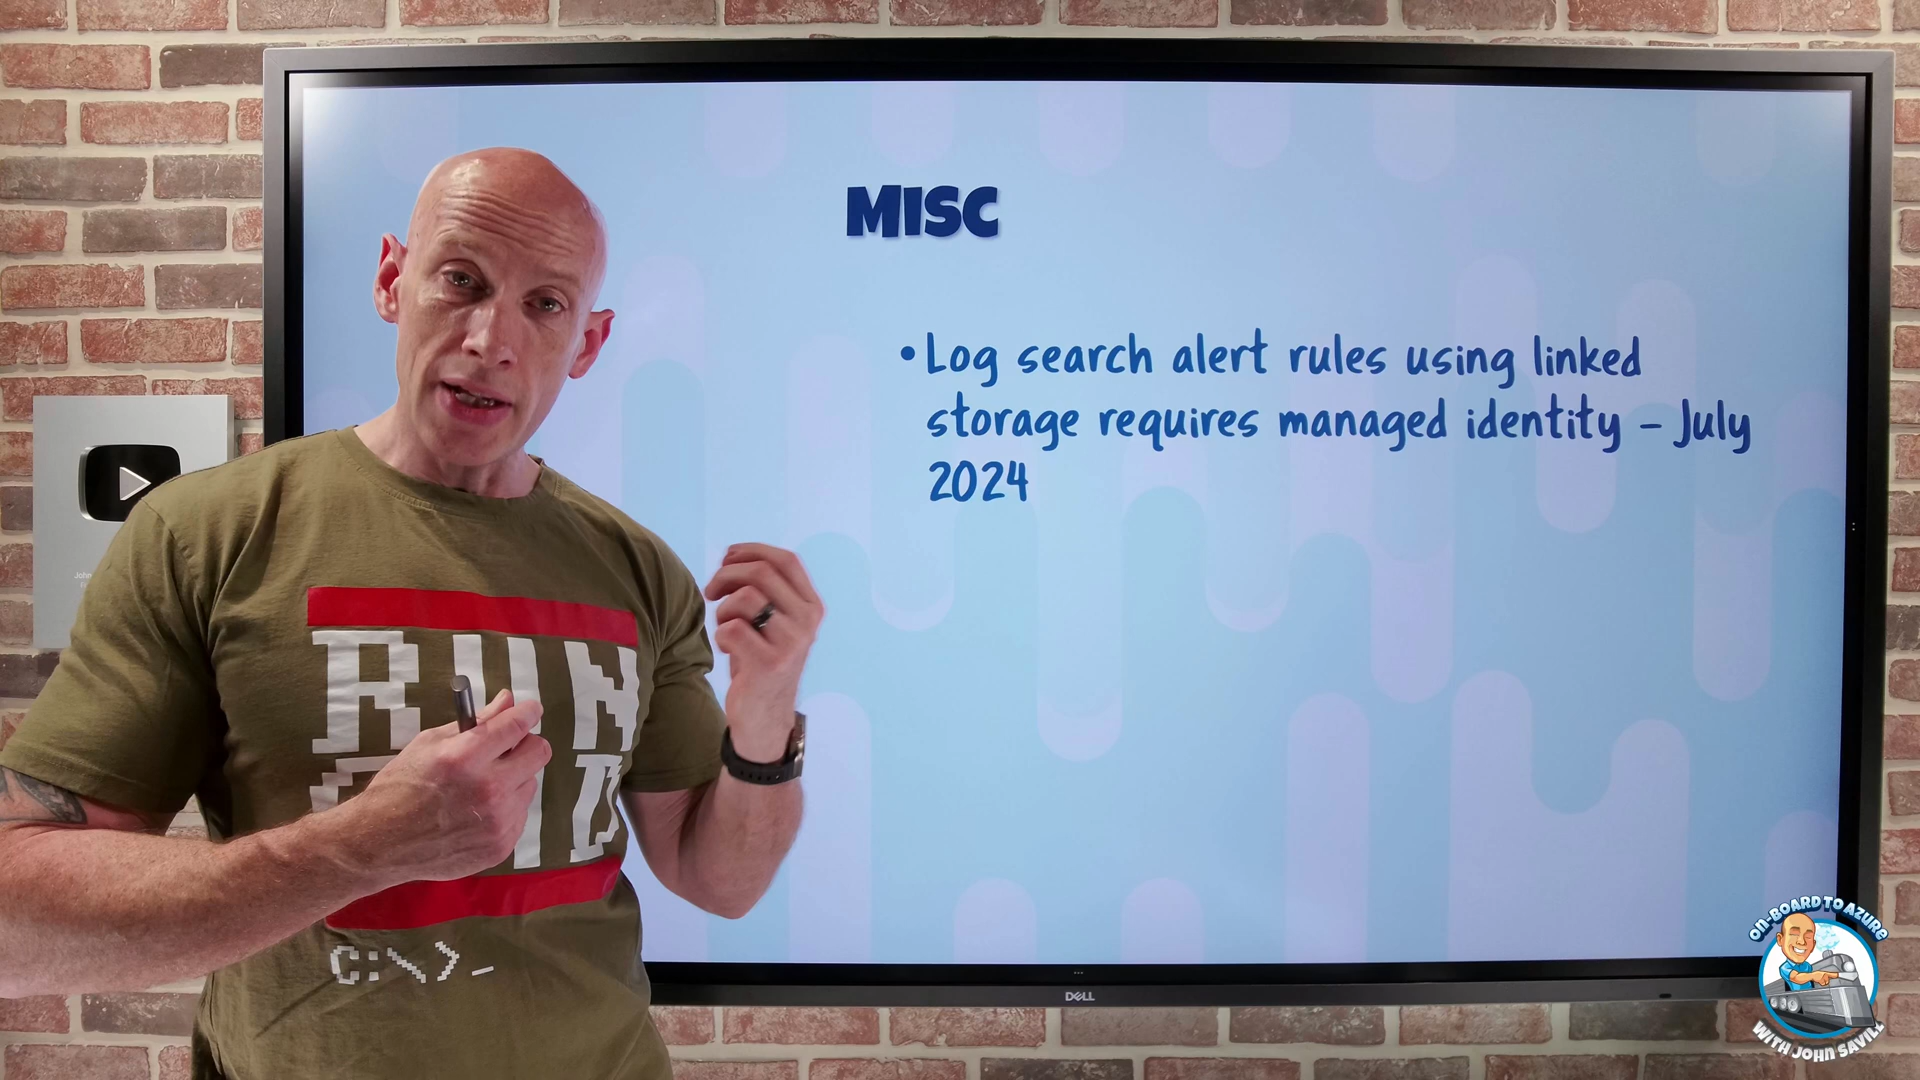 MISC
•Log search alert rules using linked
storage requires managed identity – July
2024
RUN
C:\>_
DELL
ON-BOARD TO AZURE
WITH JOHN SAVILL